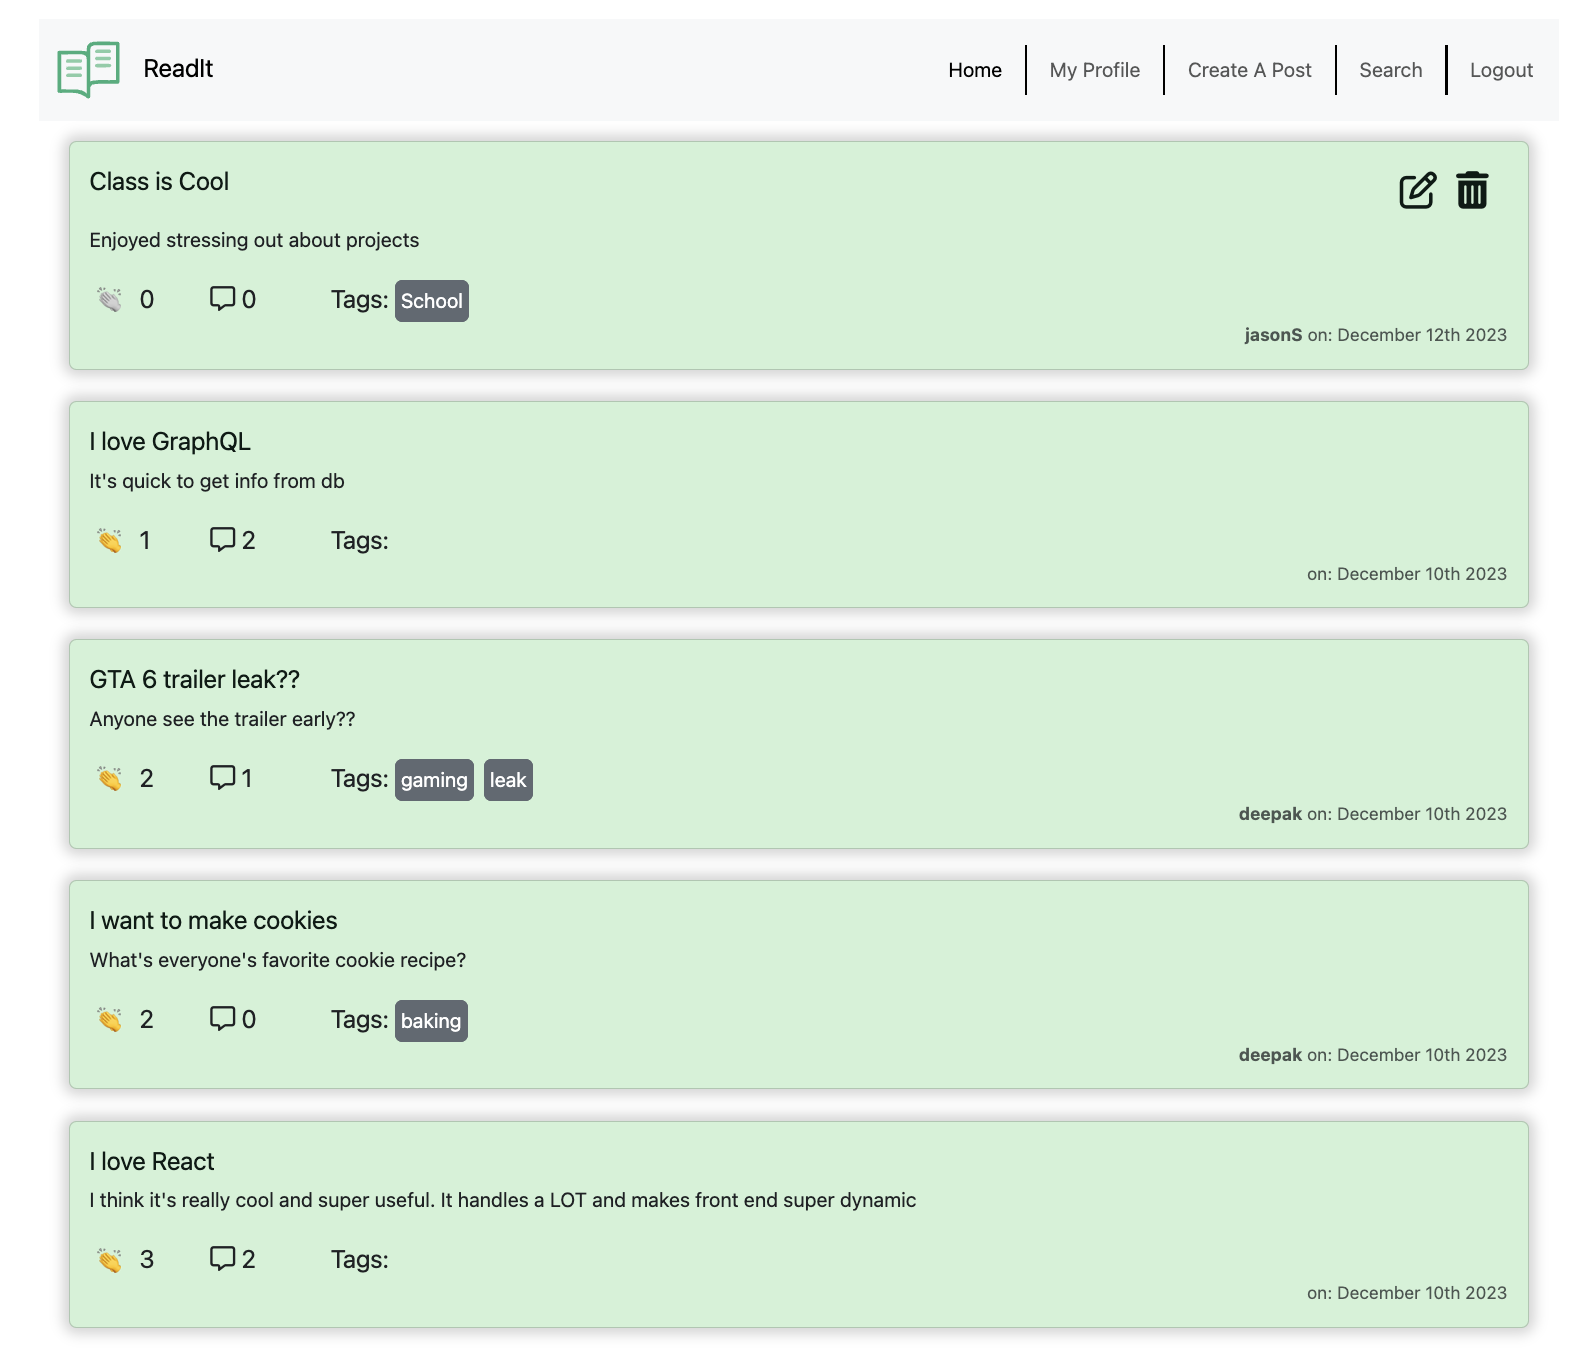 ReadIt
Home
My Profile
Create A Post
Search
Logout
Class is Cool
Enjoyed stressing out about projects
0 0 Tags: School
jasonS on: December 12th 2023
I love GraphQL
It's quick to get info from db
1 2 Tags:
on: December 10th 2023
GTA 6 trailer leak??
Anyone see the trailer early??
2 1 Tags: gaming leak
deepak on: December 10th 2023
I want to make cookies
What's everyone's favorite cookie recipe?
2 0 Tags: baking
deepak on: December 10th 2023
I love React
I think it's really cool and super useful. It handles a LOT and makes front end super dynamic
3 2 Tags:
on: December 10th 2023